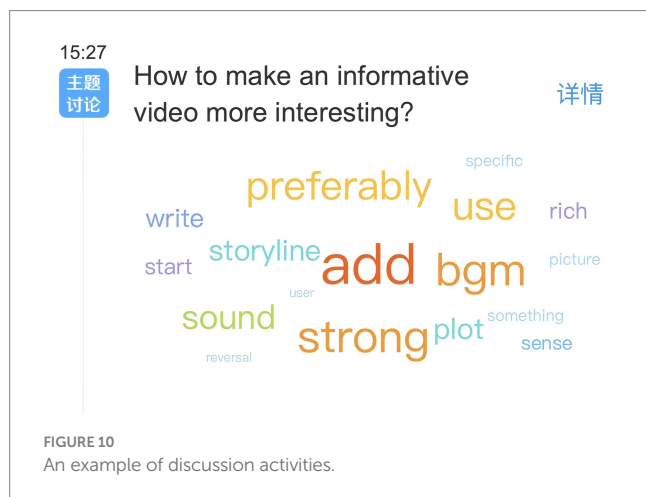 15:27
主题
讨论
How to make an informative
video more interesting?
详情
specific
preferably
use
rich
write
storyline
add
bgm
picture
start
user
sound
strong
plot
something
sense
reversal
FIGURE 10
An example of discussion activities.